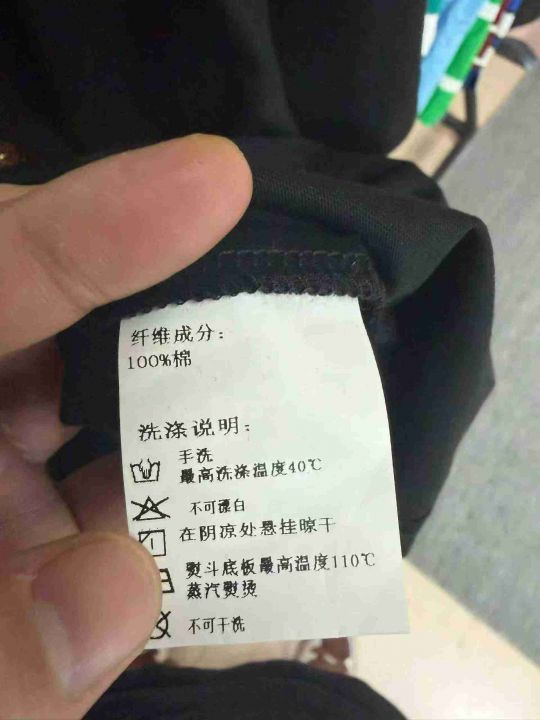 纤维成分：
100%棉
洗涤说明：
手洗
最高洗涤温度40℃
不可漂白
在阴凉处悬挂晾干
熨斗底板最高温度110℃
蒸汽熨烫
不可干洗